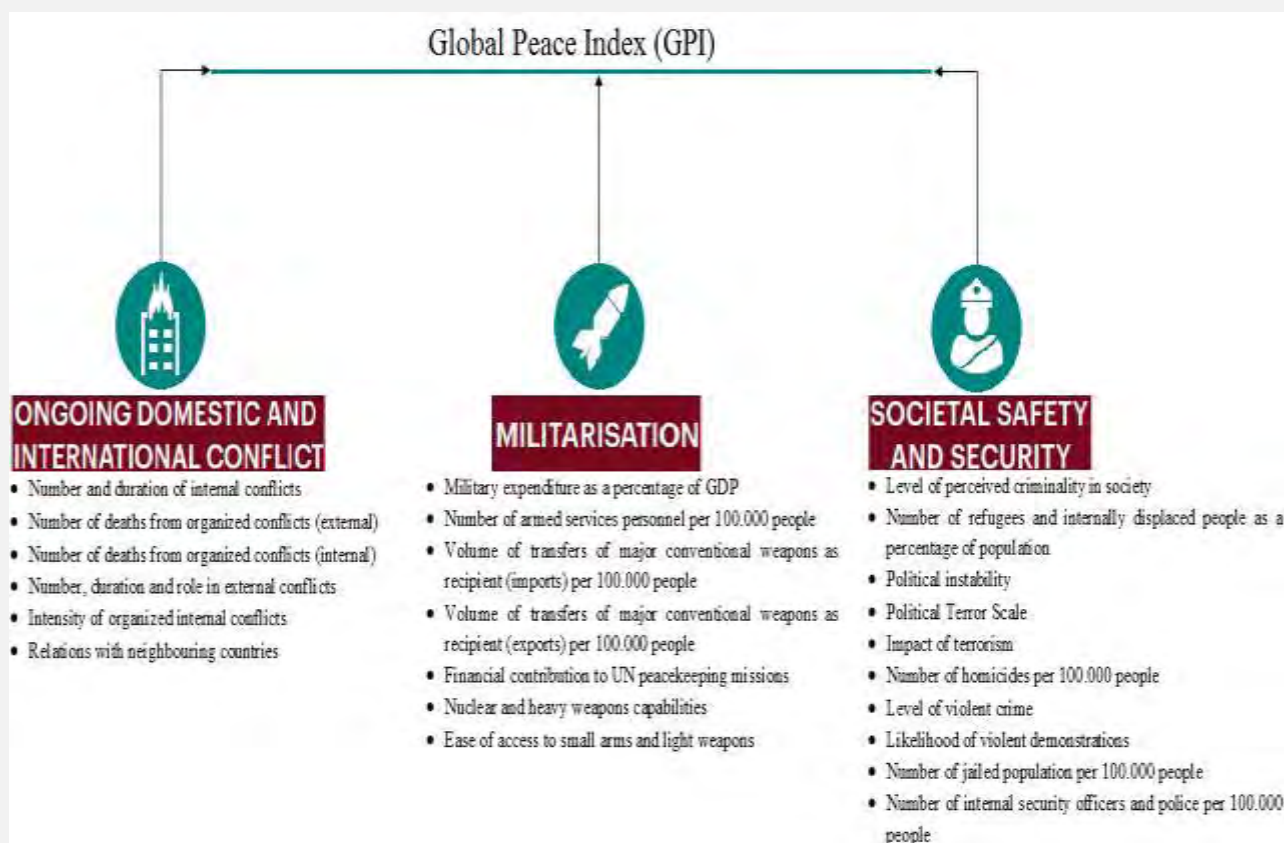 Global Peace Index (GPI)
ONGOING DOMESTIC AND
INTERNATIONAL CONFLICT
• Number and duration of internal conflicts
• Number of deaths from organized conflicts (external)
• Number of deaths from organized conflicts (internal)
• Number, duration and role in external conflicts
• Intensity of organized internal conflicts
• Relations with neighbouring countries
MILITARISATION
• Military expenditure as a percentage of GDP
• Number of armed services personnel per 100.000 people
• Volume of transfers of major conventional weapons as
recipient (imports) per 100.000 people
• Volume of transfers of major conventional weapons as
recipient (exports) per 100.000 people
• Financial contribution to UN peacekeeping missions
• Nuclear and heavy weapons capabilities
• Ease of access to small arms and light weapons
SOCIETAL SAFETY
AND SECURITY
• Level of perceived criminality in society
• Number of refugees and internally displaced people as a
percentage of population
• Political instability
• Political Terror Scale
• Impact of terrorism
• Number of homicides per 100.000 people
• Level of violent crime
• Likelihood of violent demonstrations
• Number of jailed population per 100.000 people
• Number of internal security officers and police per 100.000
people